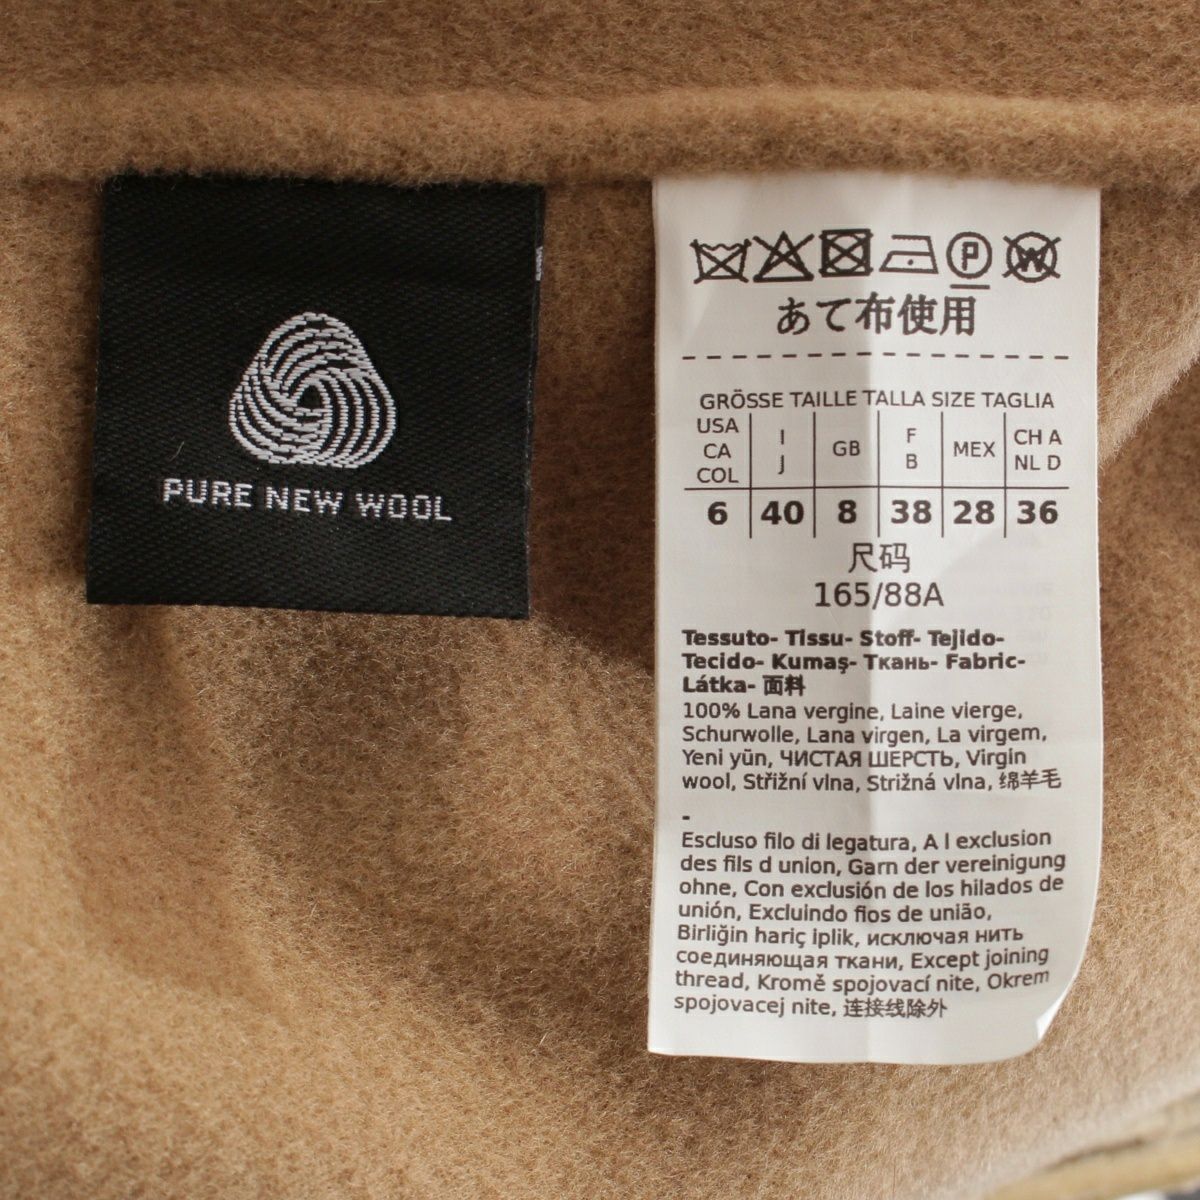 PURE NEW WOOL
P W
あて布使用
GRÖSSE TAILLE TALLA SIZE TAGLIA
USA CA COL I J GB F B MEX CH A NL D
6 40 8 38 28 36
尺码
165/88A
Tessuto- Tissu- Stoff- Tejido-
Tecido- Kumaş- Ткань- Fabric-
Látka- 面料
100% Lana vergine, Laine vierge,
Schurwolle, Lana virgen, La virgem,
Yeni yün, ЧИСТАЯ ШЕРСТЬ, Virgin
wool, Střižní vlna, Strižná vlna, 绵羊毛
-
Escluso filo di legatura, A l exclusion
des fils d union, Garn der vereinigung
ohne, Con exclusión de los hilados de
unión, Excluindo fios de união,
Birliğin hariç iplik, исключая нить
соединяющая ткани, Except joining
thread, Kromě spojovací nite, Okrem
spojovacej nite, 连接线除外